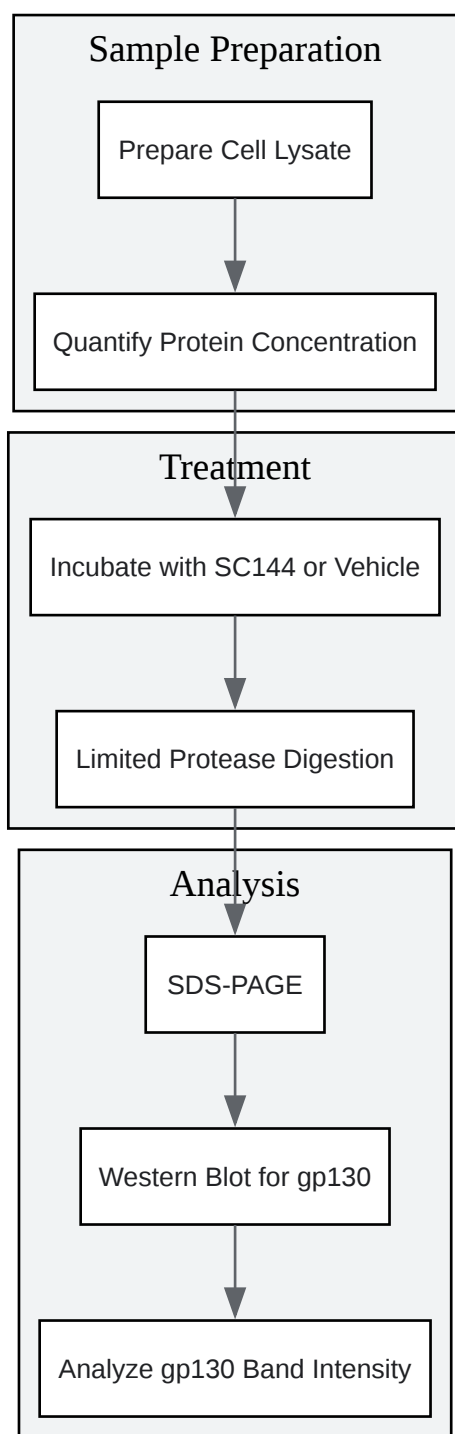 Sample Preparation
Prepare Cell Lysate
Quantify Protein Concentration
Treatment
Incubate with SC144 or Vehicle
Limited Protease Digestion
Analysis
SDS-PAGE
Western Blot for gp130
Analyze gp130 Band Intensity